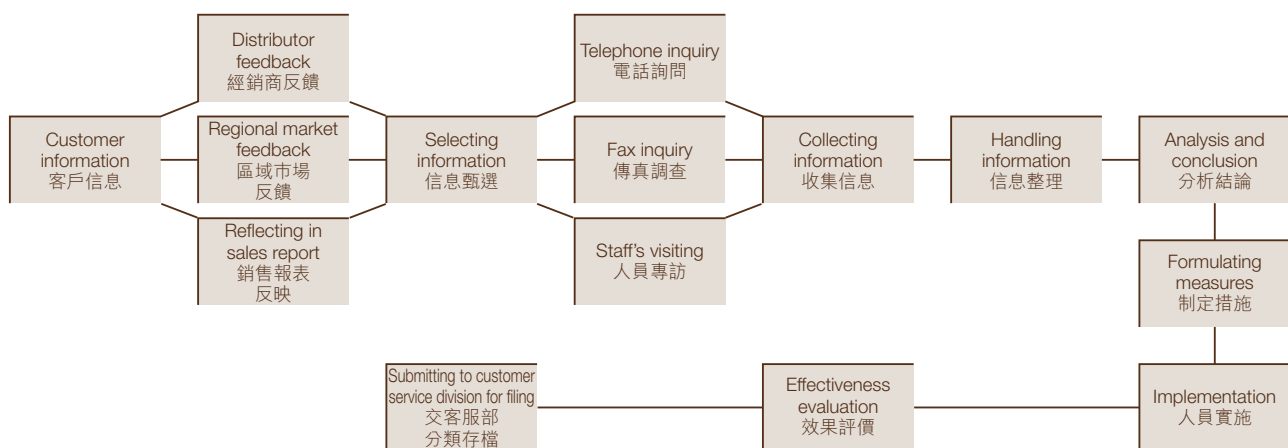 Customer
information
客戶信息
Distributor
feedback
經銷商反饋
Regional market
feedback
區域市場
反饋
Reflecting in
sales report
銷售報表
反映
Selecting
information
信息甄選
Telephone inquiry
電話詢問
Fax inquiry
傳真調查
Staff's visiting
人員專訪
Collecting
information
收集信息
Handling
information
信息整理
Analysis and
conclusion
分析結論
Formulating
measures
制定措施
Implementation
人員實施
Effectiveness
evaluation
效果評價
Submitting to customer
service division for filing
交客服部
分類存檔